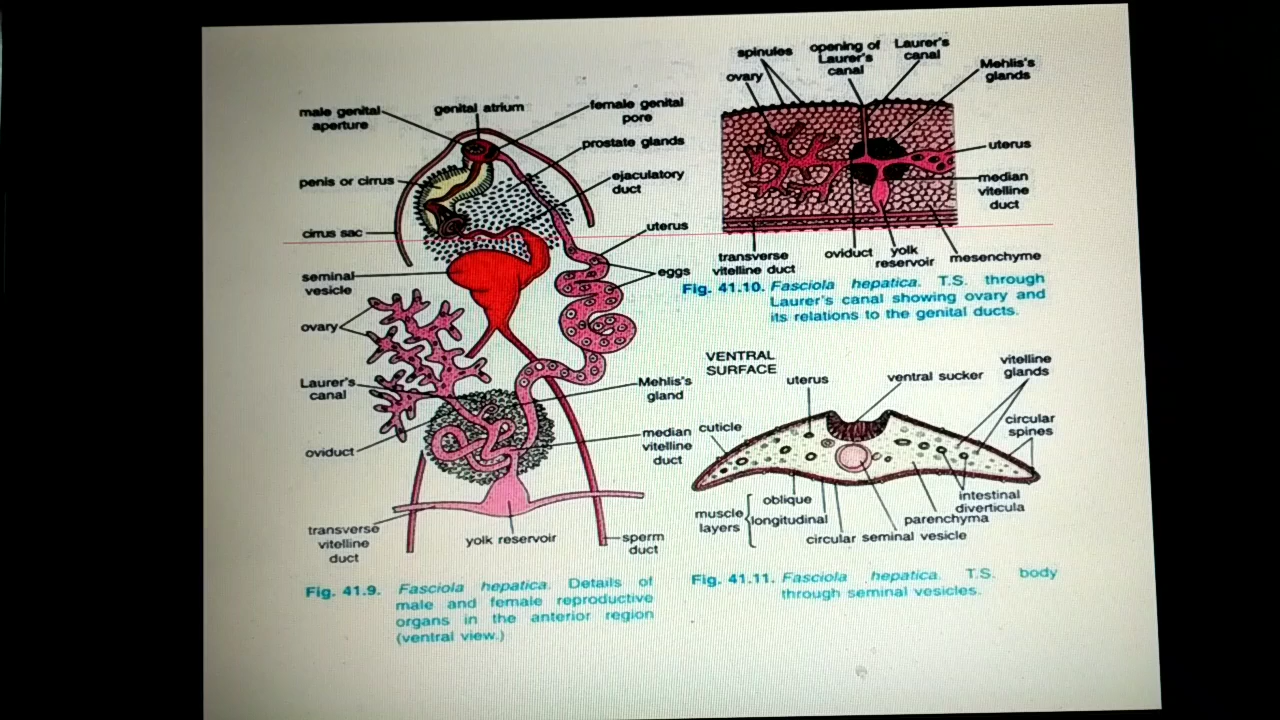 male genital
aperture
genital atrium
female genital
pore
prostate glands
penis or cirrus
ejaculatory
duct
cirrus sac
uterus
seminal
vesicle
eggs
ovary
Laurer's
canal
Mehlis's
gland
oviduct
median
vitelline
duct
transverse
vitelline
duct
yolk reservoir
sperm
duct
Fig. 41.9. Fasciola hepatica. Details of
male and female reproductive
organs in the anterior region
(ventral view.)
spinules
opening of
Laurer's
canal
Laurer's
canal
ovary
Mehlis's
glands
uterus
median
vitelline
duct
transverse
vitelline duct
oviduct
yolk
reservoir
mesenchyme
Fig. 41.10. Fasciola hepatica. T.S. through
Laurer's canal showing ovary and
its relations to the genital ducts.
VENTRAL
SURFACE
uterus
ventral sucker
vitelline
glands
cuticle
circular
spines
muscle
layers
oblique
longitudinal
circular
seminal vesicle
parenchyma
intestinal
diverticula
Fig. 41.11. Fasciola hepatica. T.S. body
through seminal vesicles.